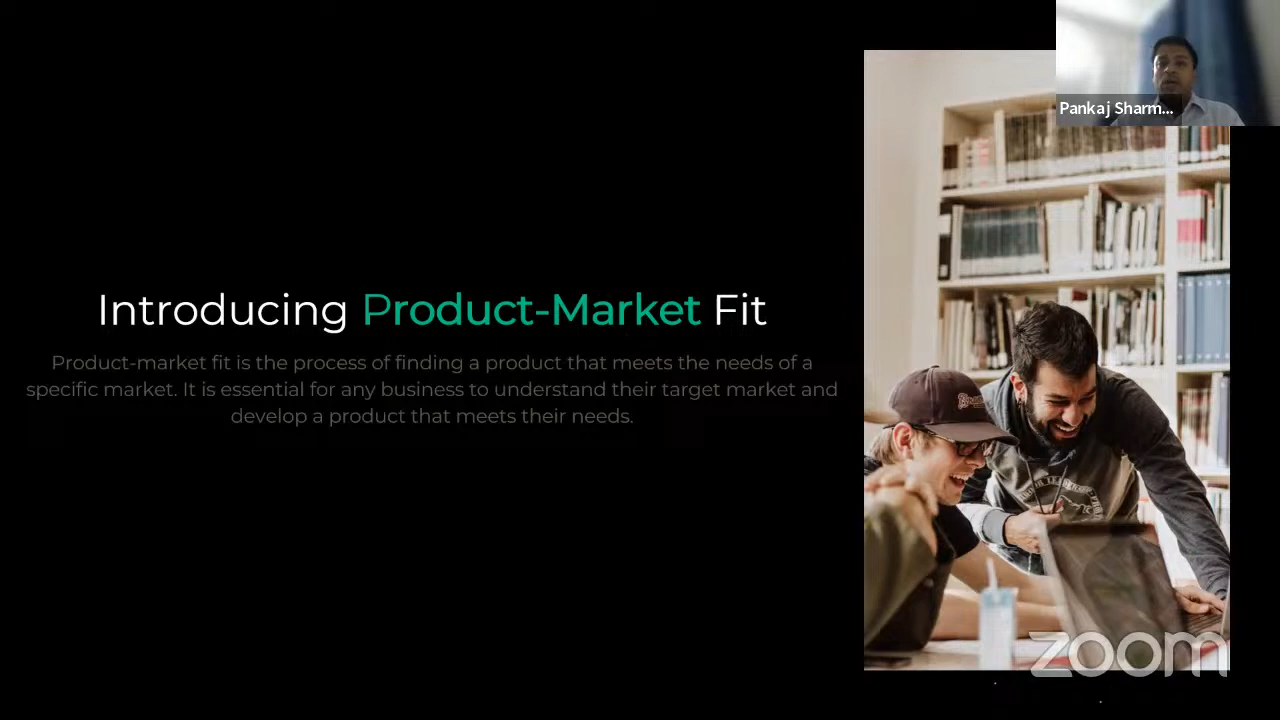 Pankaj Sharm...
Introducing Product-Market Fit
Product-market fit is the process of finding a product that meets the needs of a
specific market. It is essential for any business to understand their target market and
develop a product that meets their needs.
zoom